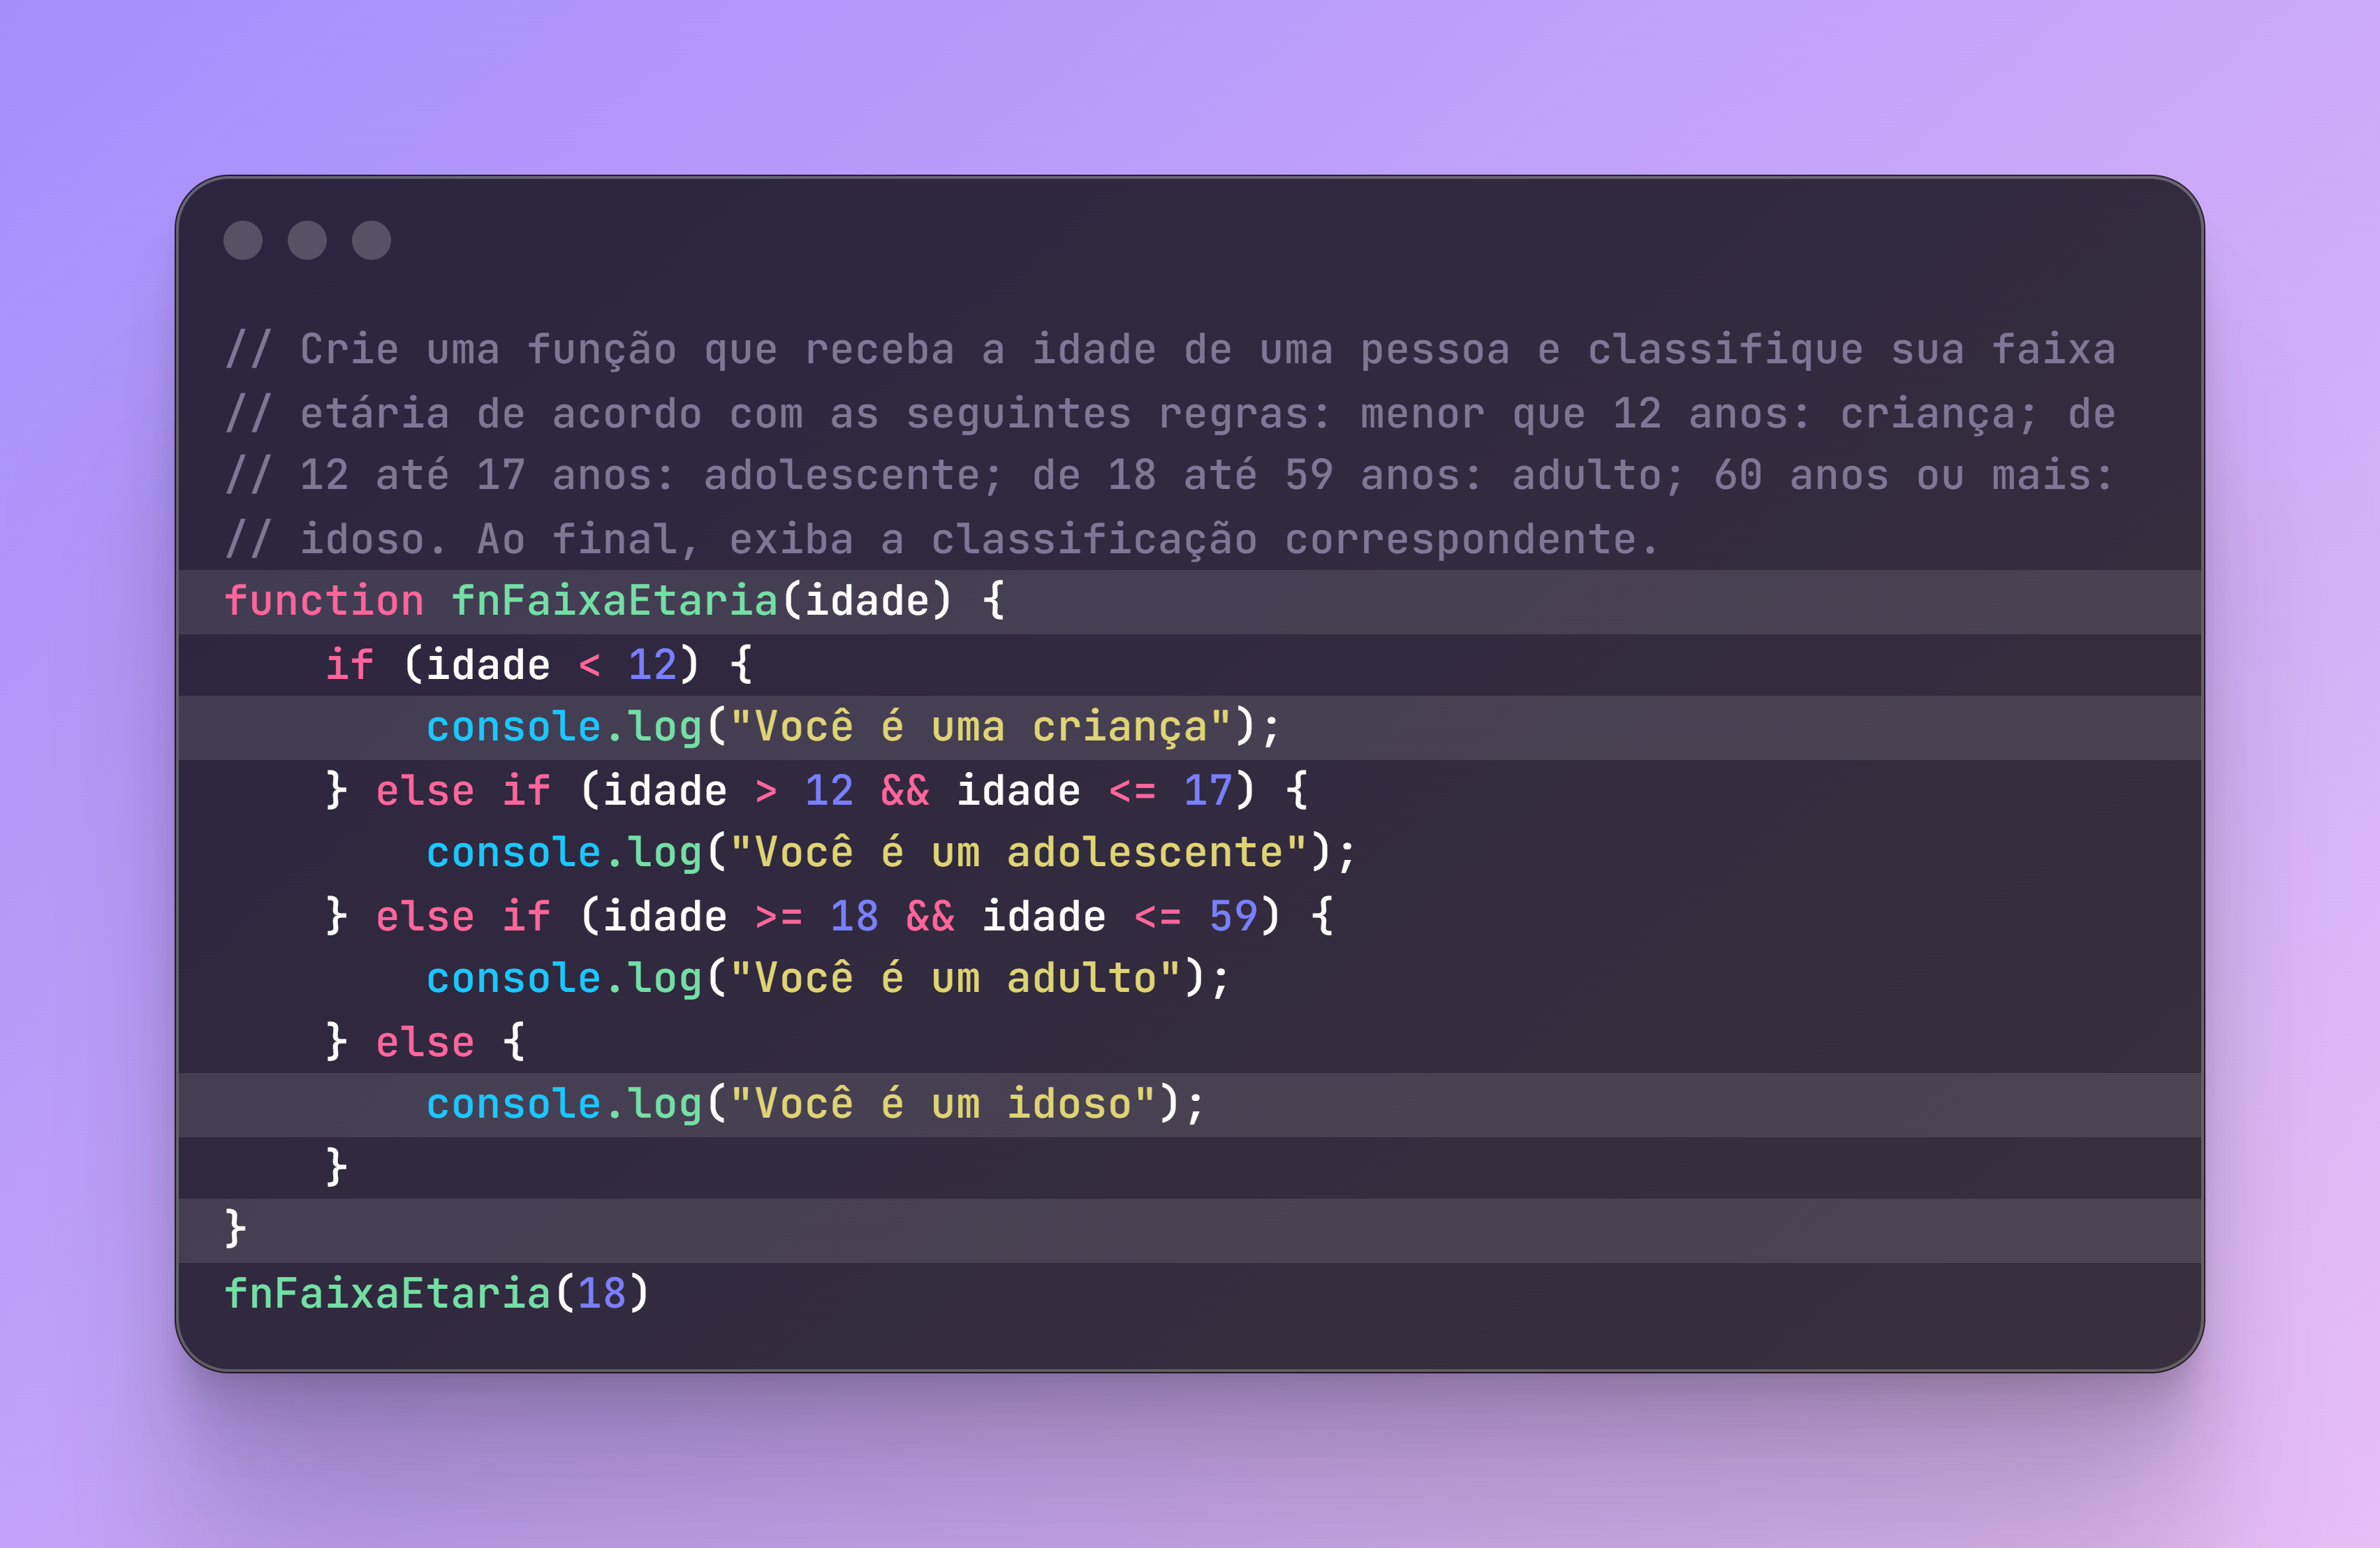 // Crie uma função que receba a idade de uma pessoa e classifique sua faixa
// etária de acordo com as seguintes regras: menor que 12 anos: criança; de
// 12 até 17 anos: adolescente; de 18 até 59 anos: adulto; 60 anos ou mais:
// idoso. Ao final, exiba a classificação correspondente.
function fnFaixaEtaria(idade) {
    if (idade < 12) {
        console.log("Você é uma criança");
    } else if (idade > 12 && idade <= 17) {
        console.log("Você é um adolescente");
    } else if (idade >= 18 && idade <= 59) {
        console.log("Você é um adulto");
    } else {
        console.log("Você é um idoso");
    }
}
fnFaixaEtaria(18)